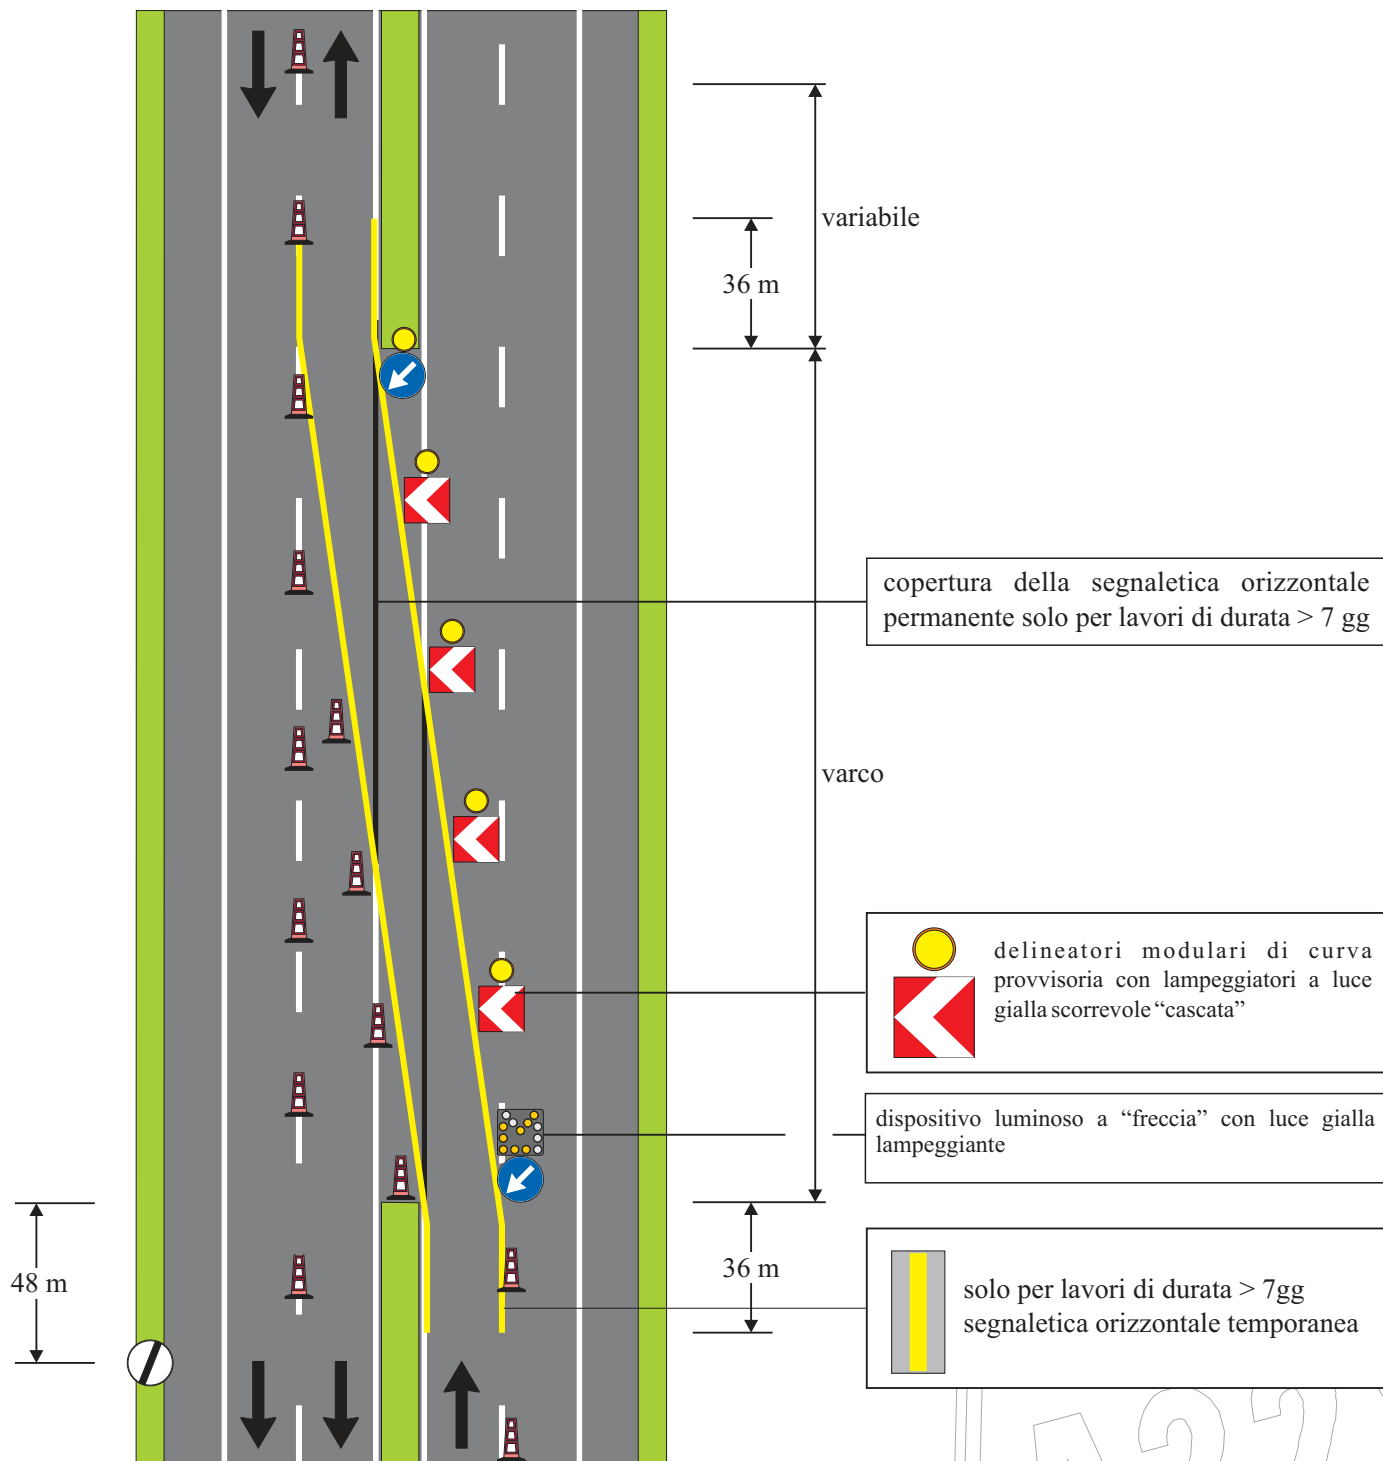 variabile
36 m
copertura della segnaletica orizzontale
permanente solo per lavori di durata > 7 gg
varco
delineatori modulari di curva
provvisoria con lampeggiatori a luce
gialla scorrevole “cascata”
dispositivo luminoso a “freccia” con luce gialla
lampeggiante
48 m
36 m
solo per lavori di durata > 7gg
segnaletica orizzontale temporanea
A22